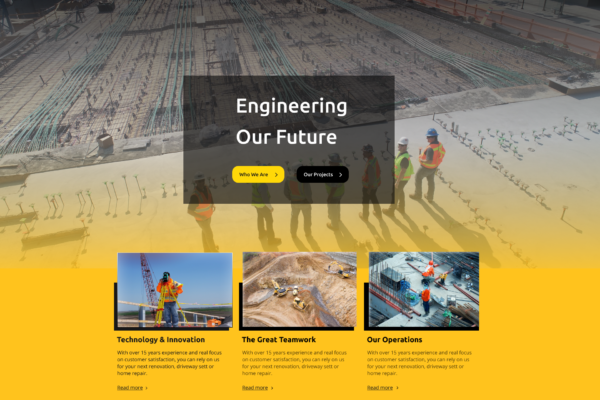 Engineering
Our Future
Who We Are
Our Projects
Technology & Innovation
The Great Teamwork
Our Operations
With over 15 years experience and real focus
on customer satisfaction, you can rely on us
for your next renovation, driveway sett or
home repair.
With over 15 years experience and real focus
on customer satisfaction, you can rely on us
for your next renovation, driveway sett or
home repair.
With over 15 years experience and real focus
on customer satisfaction, you can rely on us
for your next renovation, driveway sett or
home repair.
Read more
Read more
Read more